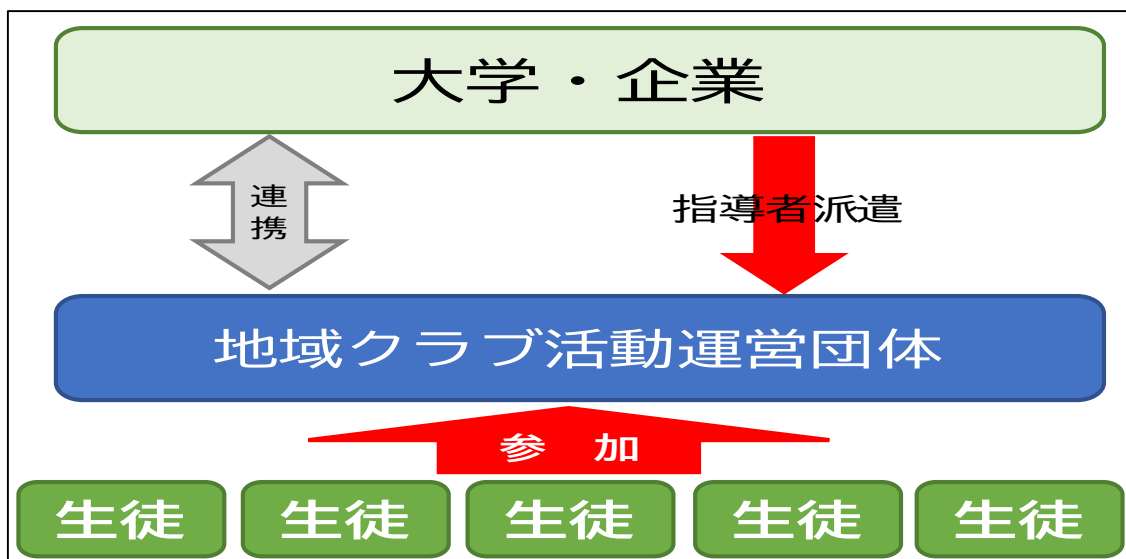 大学・企業
連
携
指導者派遣
地域クラブ活動運営団体
参　加
生徒
生徒
生徒
生徒
生徒